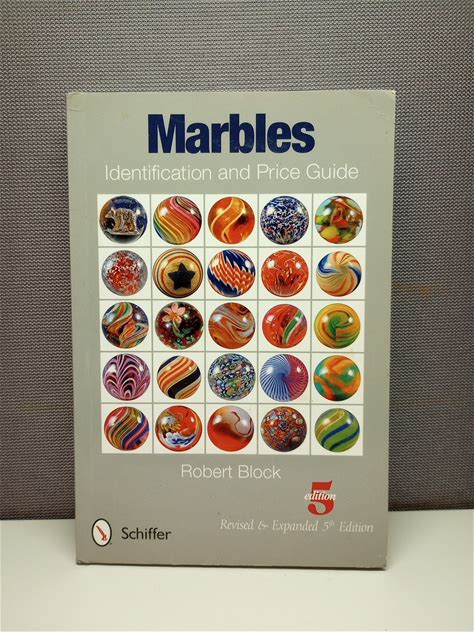 Marbles
Identification and Price Guide
Robert Block
5
edition
Revised & Expanded 5th Edition
Schiffer